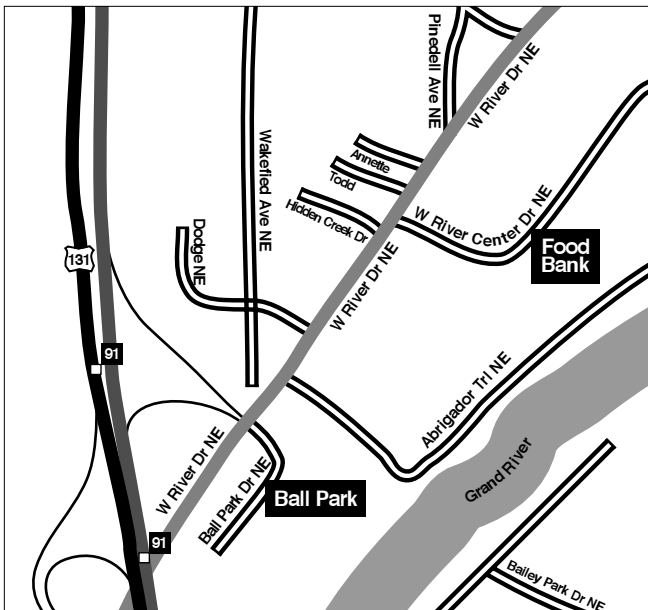 Pinedell Ave NE
W River Dr NE
Annette
Todd
Hidden Creek Dr
Wakefied Ave NE
W River Center Dr NE
Dodge NE
Food
Bank
131
W River Dr NE
91
Abrigador Trl NE
W River Dr NE
Grand River
Ball Park Dr NE
Ball Park
91
Bailey Park Dr NE